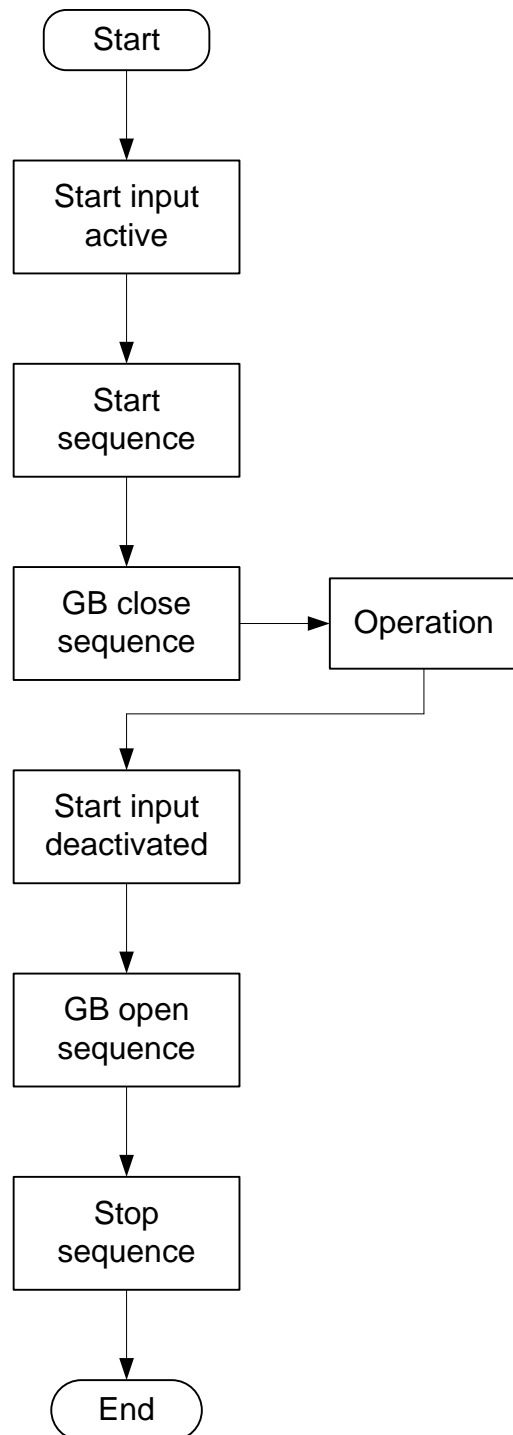 Start
Start input
active
Start
sequence
GB close
sequence
Operation
Start input
deactivated
GB open
sequence
Stop
sequence
End